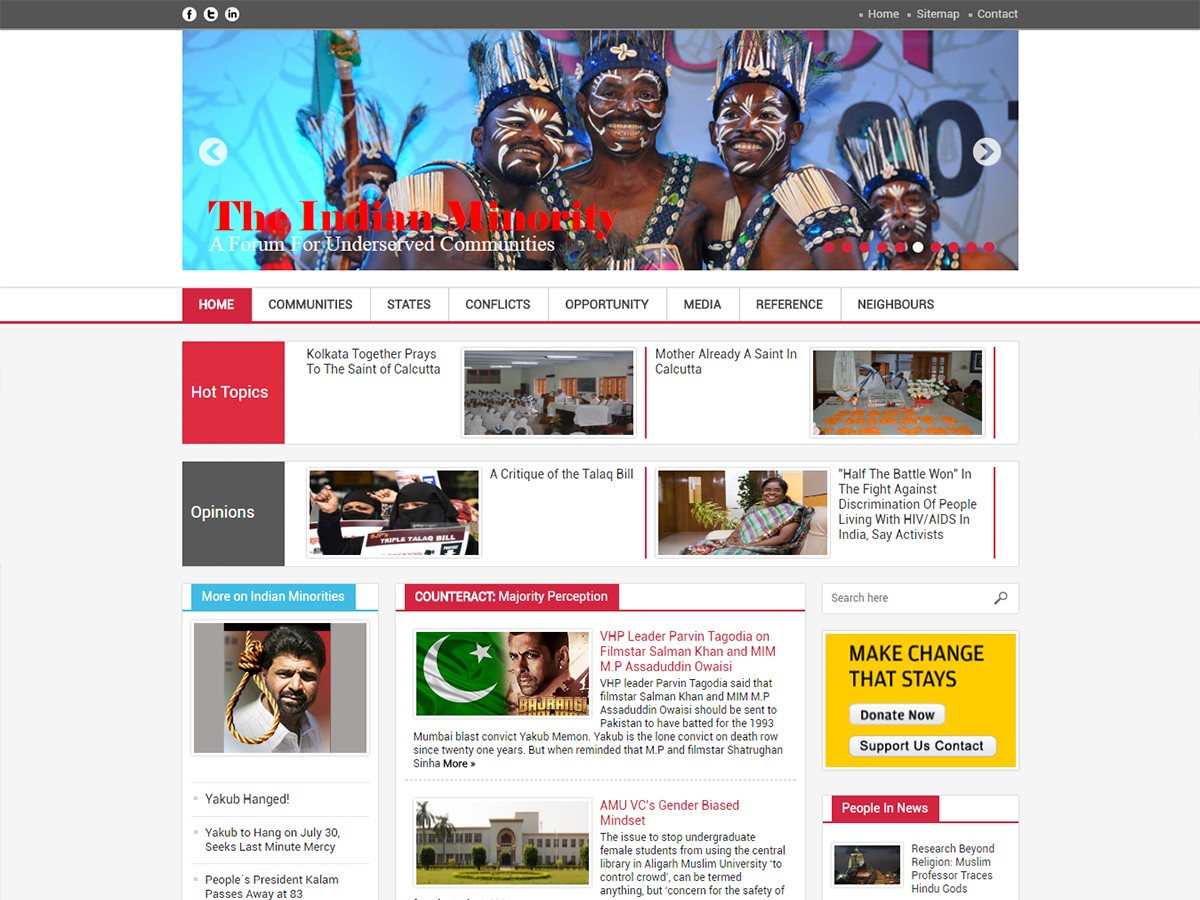 Home
Sitemap
Contact
The Indian Minority
A Forum For Underserved Communities
HOME
COMMUNITIES
STATES
CONFLICTS
OPPORTUNITY
MEDIA
REFERENCE
NEIGHBOURS
Hot Topics
Kolkata Together Prays
To The Saint of Calcutta
Mother Already A Saint In
Calcutta
Opinions
TRIPLE TALAQ BILL
A Critique of the Talaq Bill
"Half The Battle Won" In
The Fight Against
Discrimination Of People
Living With HIV/AIDS In
India, Say Activists
More on Indian Minorities
Yakub Hanged!
Yakub to Hang on July 30,
Seeks Last Minute Mercy
People´s President Kalam
Passes Away at 83
COUNTERACT: Majority Perception
BAJRANGI
VHP Leader Parvin Tagodia on
Filmstar Salman Khan and MIM
M.P Assaduddin Owaisi
VHP leader Parvin Tagodia said that
filmstar Salman Khan and MIM M.P
Assaduddin Owaisi should be sent to
Pakistan to have batted for the 1993
Mumbai blast convict Yakub Memon. Yakub is the lone convict on death row
since twenty one years. But when reminded that M.P and filmstar Shatrughan
Sinha More »
AMU VC's Gender Biased
Mindset
The issue to stop undergraduate
female students from using the central
library in Aligarh Muslim University 'to
control crowd', can be termed
anything, but 'concern for the safety of
Search here
MAKE CHANGE
THAT STAYS
Donate Now
Support Us Contact
People In News
Research Beyond
Religion: Muslim
Professor Traces
Hindu Gods